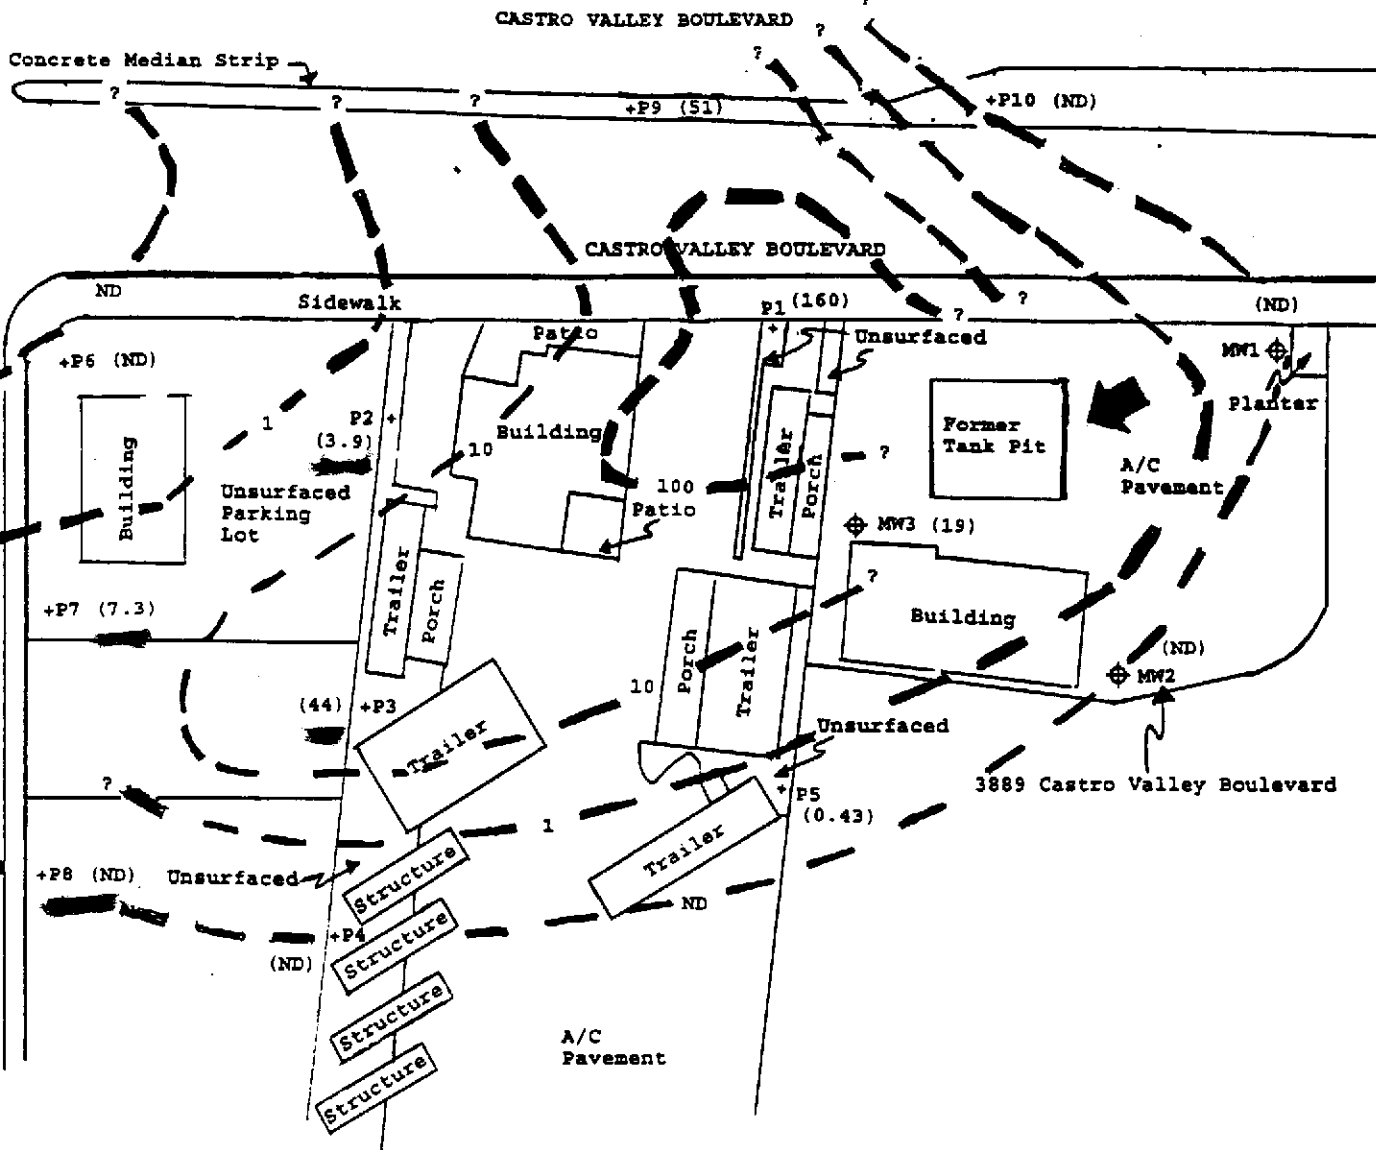 ?
CASTRO VALLEY BOULEVARD
?
?
Concrete Median Strip
?
?
?
+P9 (51)
+P10 (ND)
CASTRO VALLEY BOULEVARD
ND
Sidewalk
P1 (160)
?
?
(ND)
Patio
Unsurfaced
+P6 (ND)
MW1
1
P2
(3.9)
Building
Building
10
Trailer
Porch
?
Former
Tank Pit
Planter
A/C
Pavement
Unsurfaced
Parking
Lot
100
Patio
MW3 (19)
Trailer
Porch
?
+P7 (7.3)
Building
(ND)
MW2
Porch
Trailer
10
(44) +P3
Trailer
Unsurfaced
?
3889 Castro Valley Boulevard
P5
(0.43)
1
Trailer
+P8 (ND)
Unsurfaced
Structure
ND
+P4
(ND)
Structure
Structure
A/C
Pavement
Structure